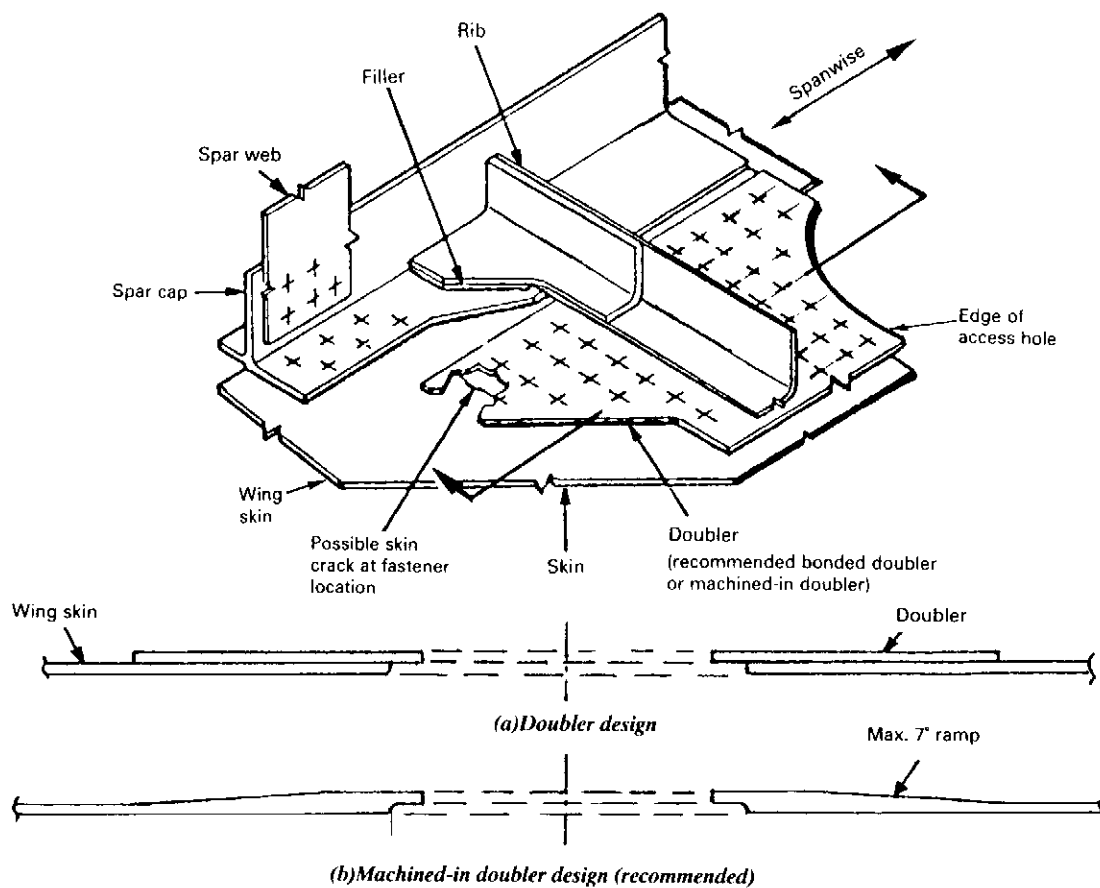 Rib
Filler
Spanwise
Spar web
Spar cap
Edge of
access hole
Wing
skin
Possible skin
crack at fastener
location
Skin
Doubler
(recommended bonded doubler
or machined-in doubler)
Wing skin
Doubler
(a)Doubler design
Max. 7° ramp
(b)Machined-in doubler design (recommended)